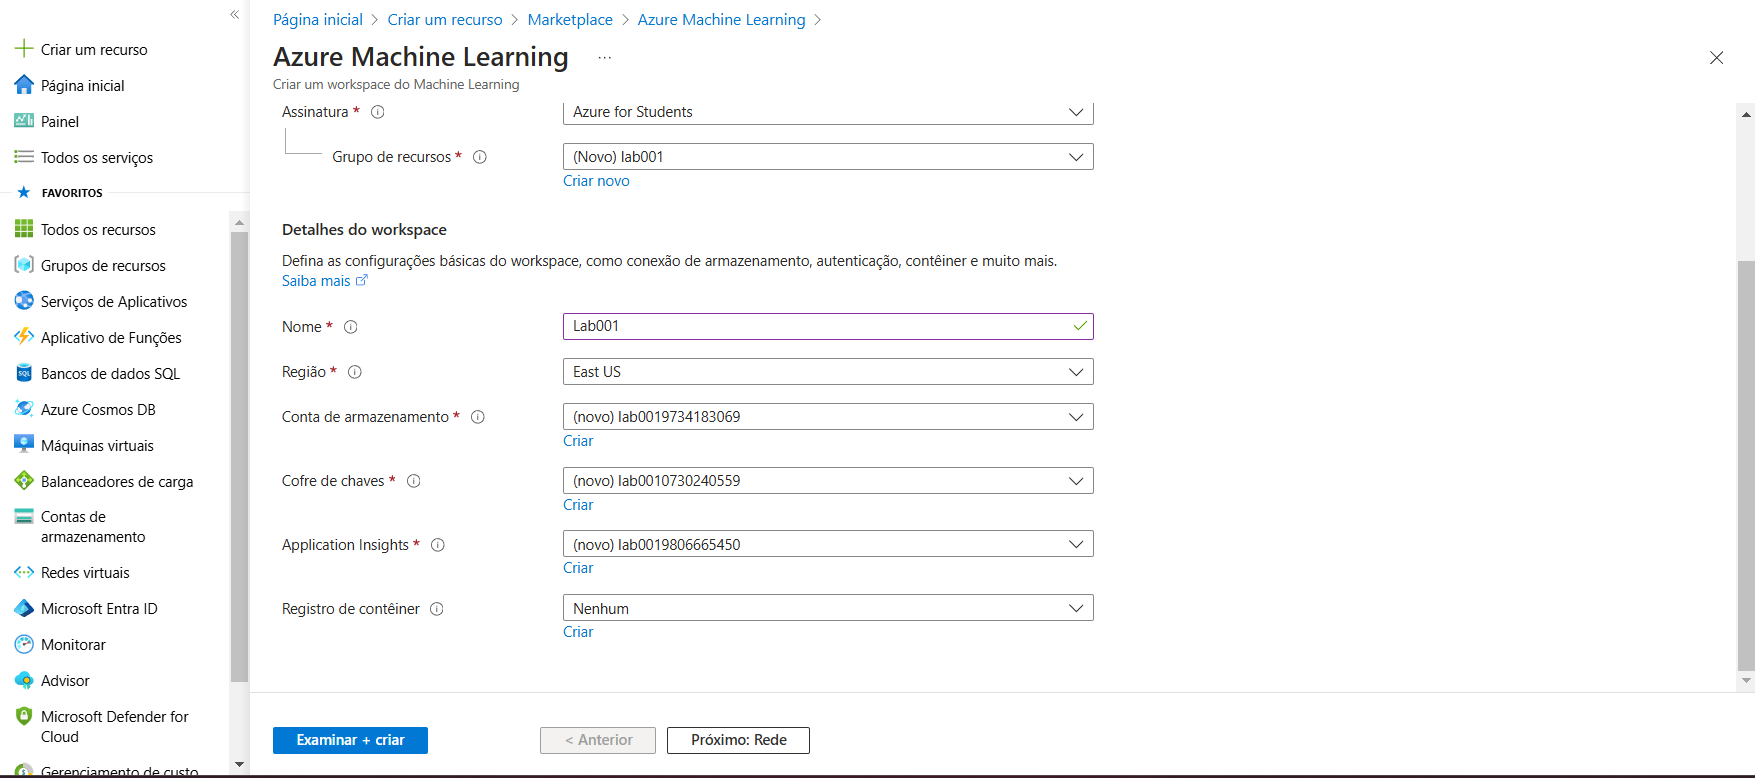 «
Criar um recurso
Página inicial
Painel
Todos os serviços
FAVORITOS
Todos os recursos
Grupos de recursos
Serviços de Aplicativos
Aplicativo de Funções
SQL
Bancos de dados SQL
Azure Cosmos DB
Máquinas virtuais
Balanceadores de carga
Contas de
armazenamento
Redes virtuais
Microsoft Entra ID
Monitorar
Advisor
Microsoft Defender for
Cloud
Gerenciamento de custo
Página inicial > Criar um recurso > Marketplace > Azure Machine Learning >
Azure Machine Learning ...
Criar um workspace do Machine Learning
Assinatura * Azure for Students
Grupo de recursos * (Novo) lab001
Criar novo
Detalhes do workspace
Defina as configurações básicas do workspace, como conexão de armazenamento, autenticação, contêiner e muito mais.
Saiba mais
Nome * Lab001
Região * East US
Conta de armazenamento * (novo) lab0019734183069
Criar
Cofre de chaves * (novo) lab0010730240559
Criar
Application Insights * (novo) lab0019806665450
Criar
Registro de contêiner Nenhum
Criar
Examinar + criar
< Anterior
Próximo: Rede